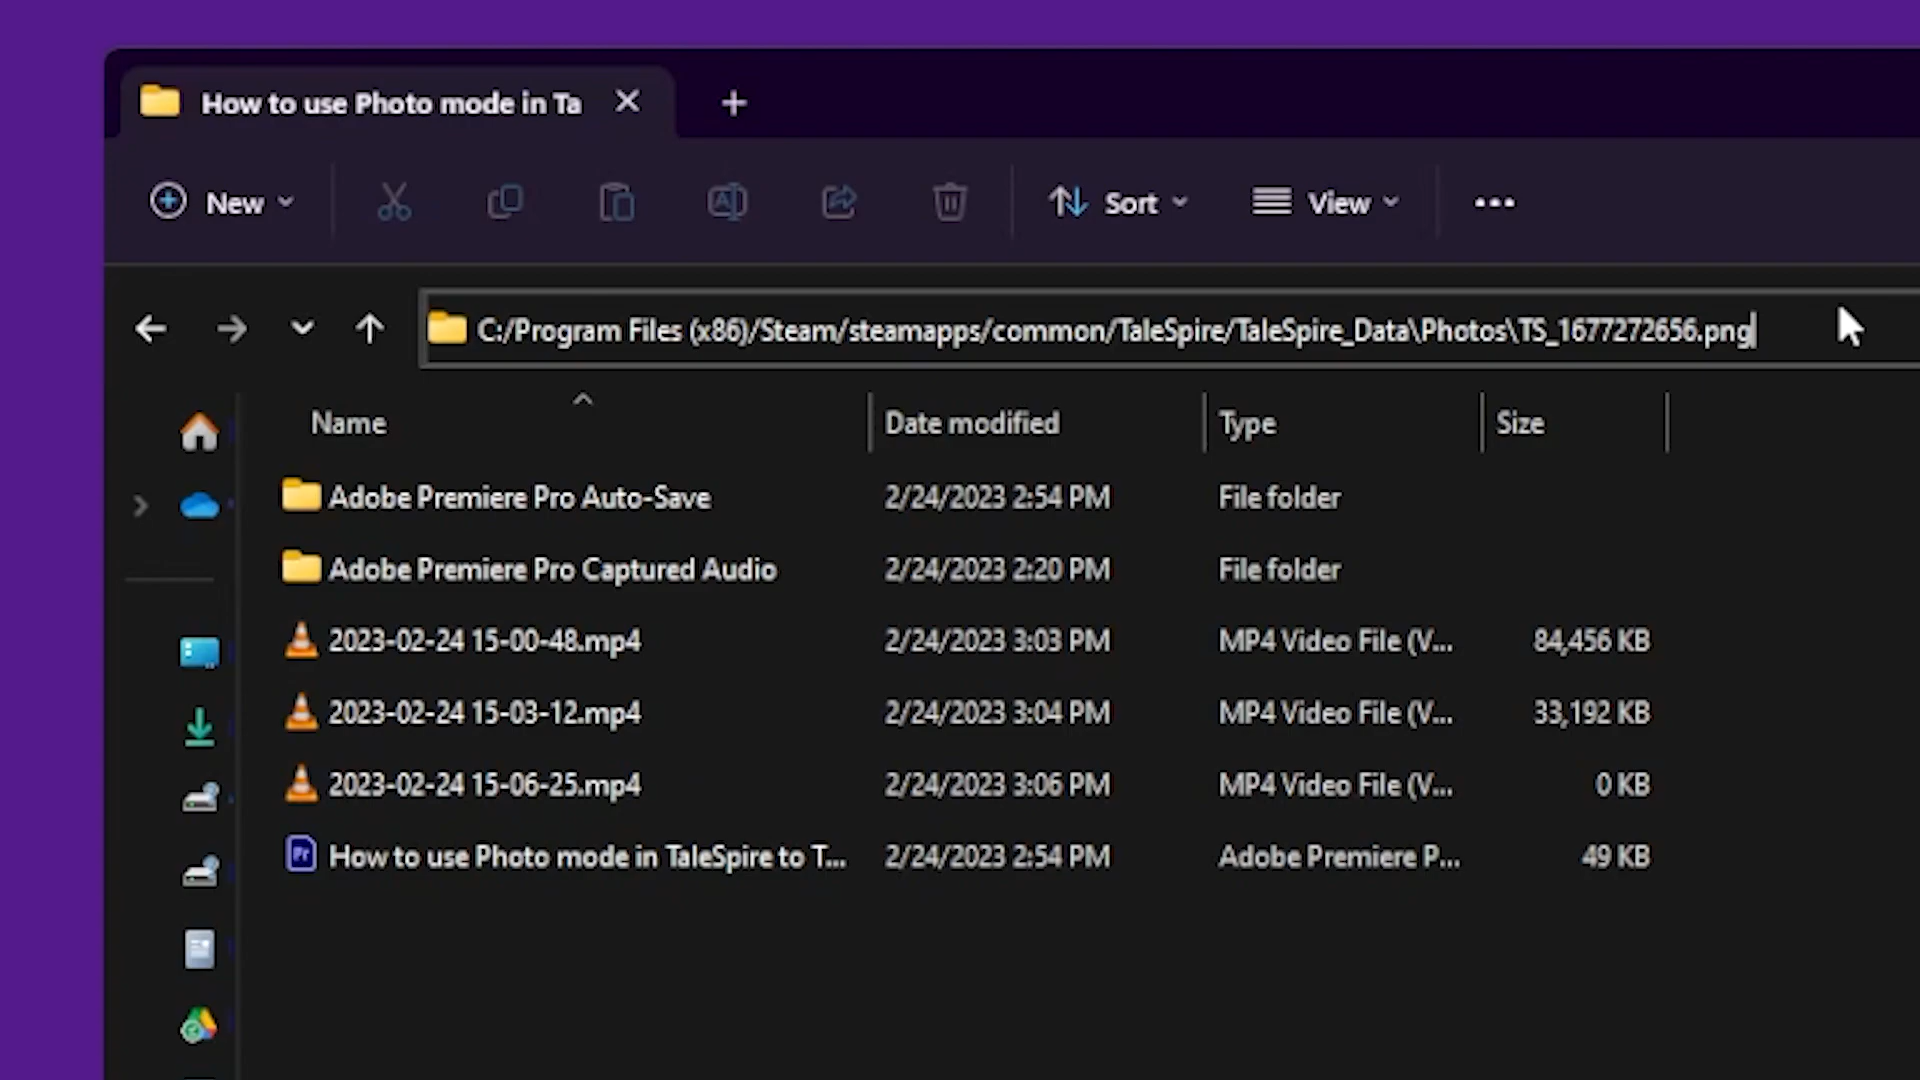 How to use Photo mode in Ta
New
Sort
View
C:/Program Files (x86)/Steam/steamapps/common/TaleSpire/TaleSpire_Data\Photos\TS_1677272656.png
Name Date modified Type Size
Adobe Premiere Pro Auto-Save 2/24/2023 2:54 PM File folder
Adobe Premiere Pro Captured Audio 2/24/2023 2:20 PM File folder
2023-02-24 15-00-48.mp4 2/24/2023 3:03 PM MP4 Video File (V... 84,456 KB
2023-02-24 15-03-12.mp4 2/24/2023 3:04 PM MP4 Video File (V... 33,192 KB
2023-02-24 15-06-25.mp4 2/24/2023 3:06 PM MP4 Video File (V... 0 KB
Pr How to use Photo mode in TaleSpire to T... 2/24/2023 2:54 PM Adobe Premiere P... 49 KB